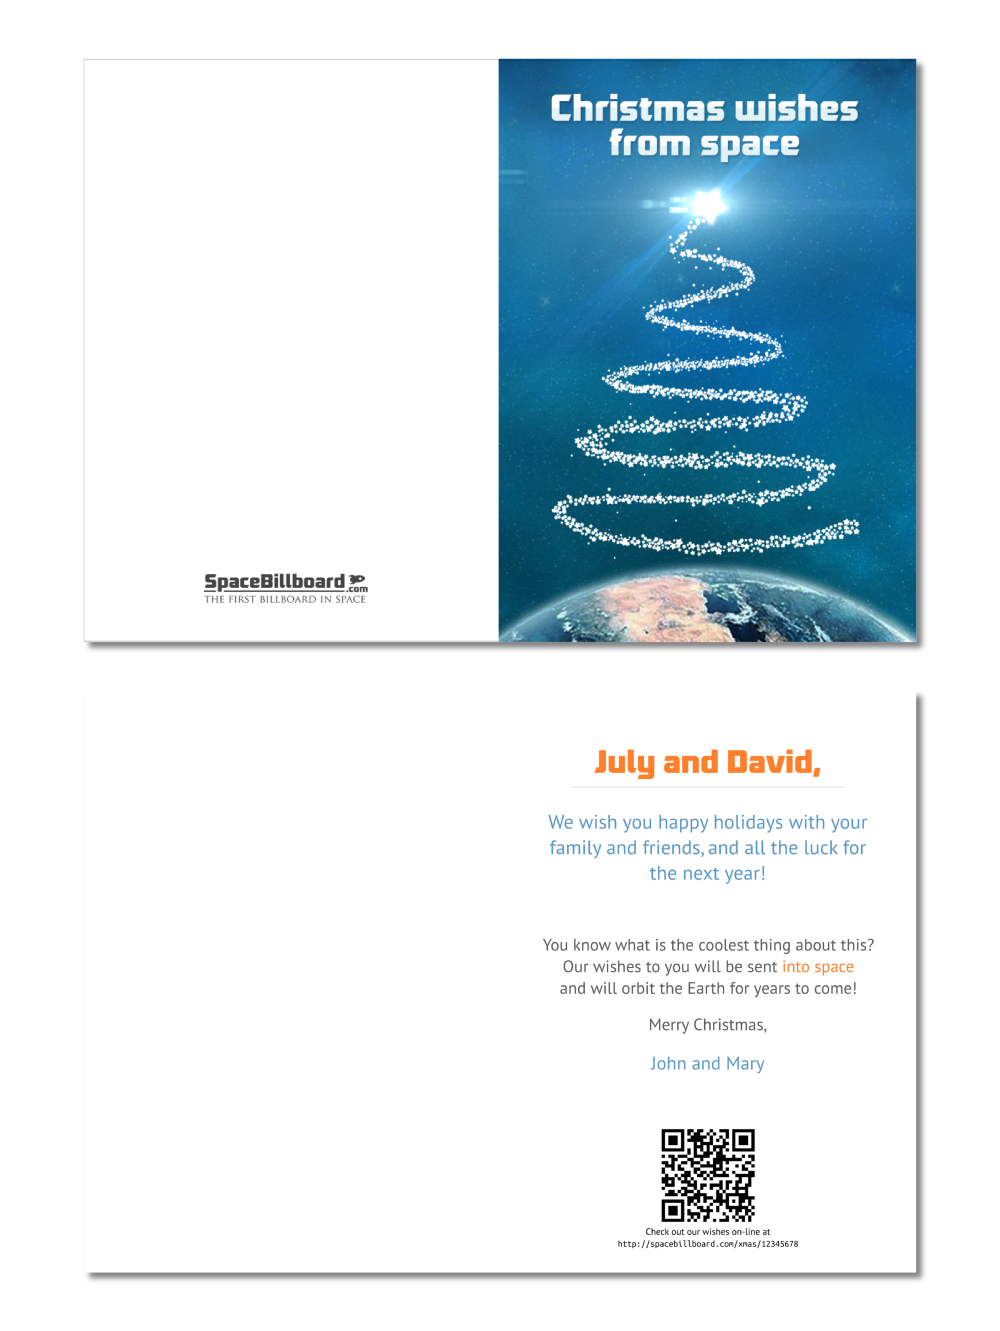 Christmas wishes
from space
SpaceBillboard.com
THE FIRST BILLBOARD IN SPACE
July and David,
We wish you happy holidays with your
family and friends, and all the luck for
the next year!
You know what is the coolest thing about this?
Our wishes to you will be sent into space
and will orbit the Earth for years to come!
Merry Christmas,
John and Mary
Check out our wishes on-line at
http://spacebillboard.com/xmas/12345678